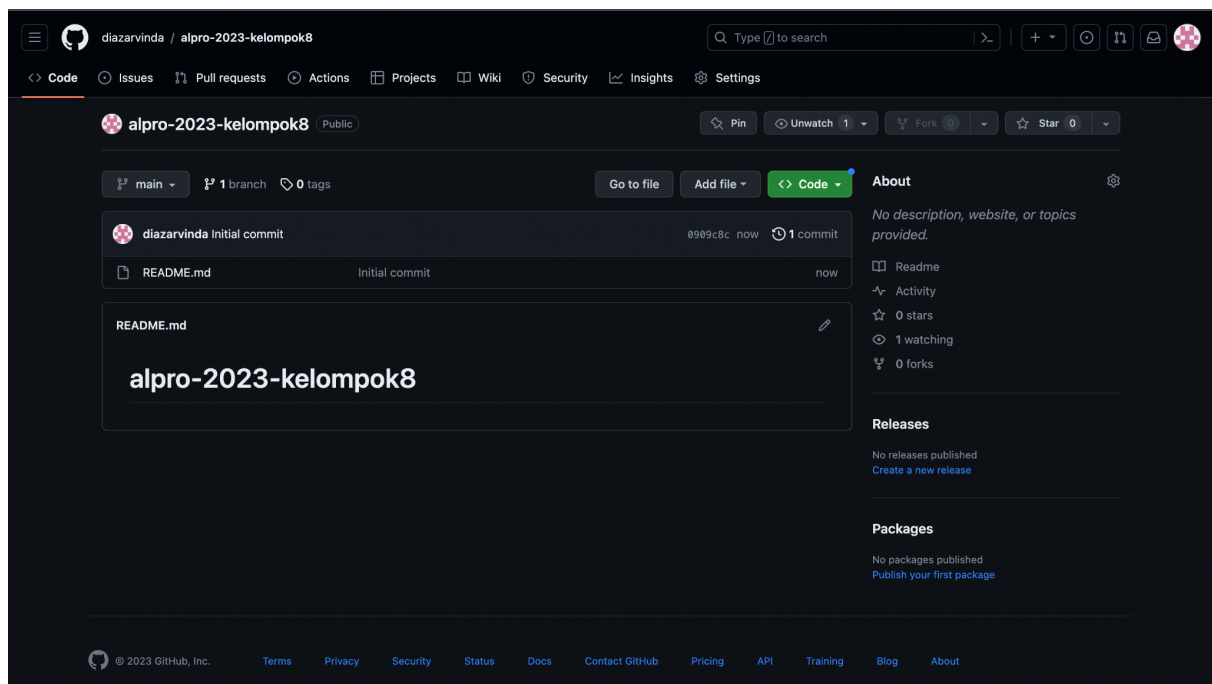 diazarvinda / alpro-2023-kelompok8
Type / to search
Code Issues Pull requests Actions Projects Wiki Security Insights Settings
alpro-2023-kelompok8 Public
Pin Unwatch 1 Fork 0 Star 0
main 1 branch 0 tags
Go to file Add file Code
diazarvinda Initial commit 0909c8c now 1 commit
README.md Initial commit now
README.md
alpro-2023-kelompok8
About
No description, website, or topics
provided.
Readme
Activity
0 stars
1 watching
0 forks
Releases
No releases published
Create a new release
Packages
No packages published
Publish your first package
© 2023 GitHub, Inc. Terms Privacy Security Status Docs Contact GitHub Pricing API Training Blog About